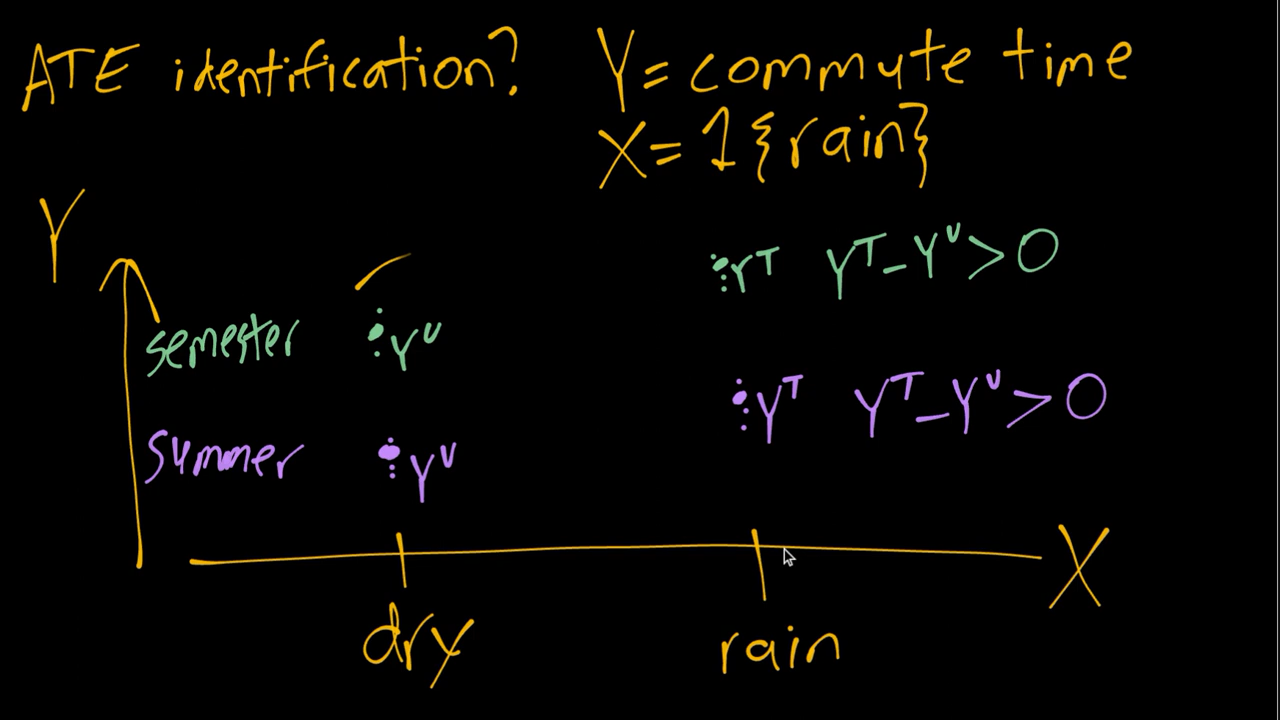 ATE identification? Y = commute time
X = 1{rain}
Y
Y^T Y^T - Y^U > 0
semester Y^U
Y^T Y^T - Y^U > 0
Summer Y^U
X
dry rain